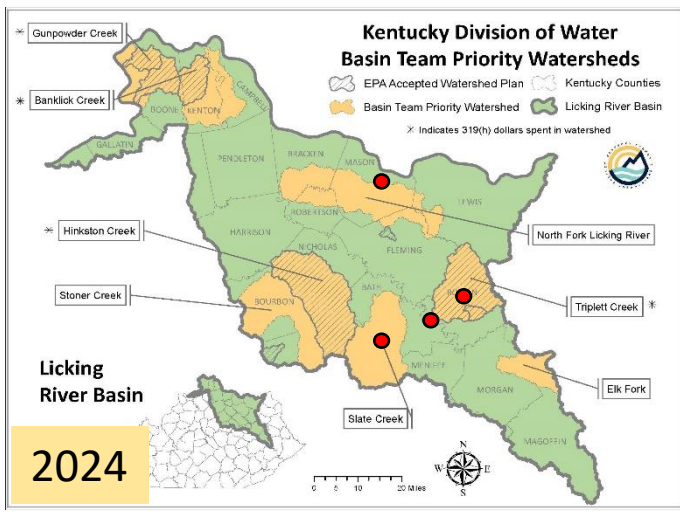 Kentucky Division of Water
Basin Team Priority Watersheds
EPA Accepted Watershed Plan
Kentucky Counties
Basin Team Priority Watershed
Licking River Basin
* Indicates 319(h) dollars spent in watershed
* Gunpowder Creek
* Banklick Creek
BOONE
KENTON
CAMPBELL
GALLATIN
PENDLETON
BRACKEN
MASON
LEWIS
ROBERTSON
HARRISON
NICHOLAS
FLEMING
North Fork Licking River
* Hinkston Creek
Stoner Creek
BOURBON
BATH
Triplett Creek *
MENIFEE
MORGAN
Elk Fork
MAGOFFIN
Slate Creek
Licking
River Basin
2024
N
W
E
S
0 5 10 20 Miles